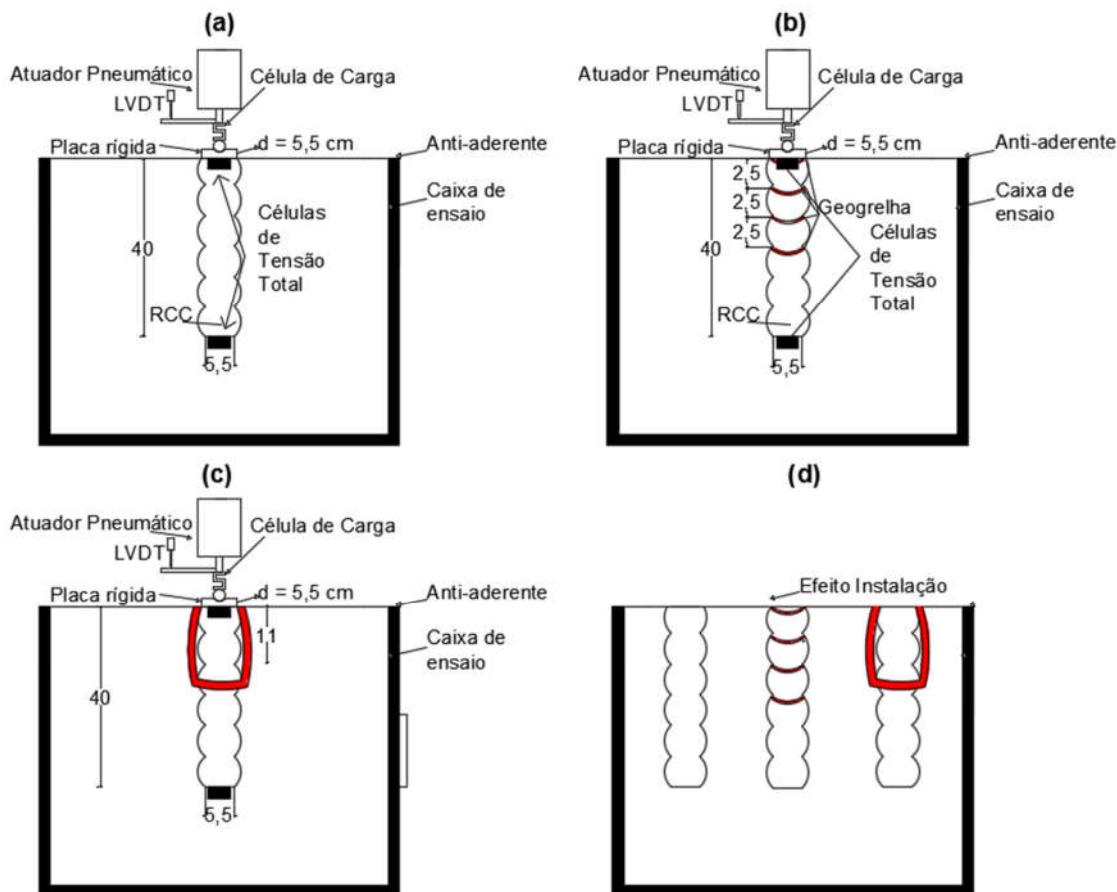 (a)
Atuador Pneumático
Célula de Carga
LVDT
Placa rígida
d = 5,5 cm
Anti-aderente
Caixa de
ensaio
Células
de
Tensão
Total
40
RCC
5,5
(b)
Atuador Pneumático
Célula de Carga
LVDT
Placa rígida
d = 5,5 cm
Anti-aderente
Caixa de
ensaio
2,5
2,5
2,5
Geogrelha
Células
de
Tensão
Total
40
RCC
5,5
(c)
Atuador Pneumático
Célula de Carga
LVDT
Placa rígida
d = 5,5 cm
Anti-aderente
Caixa de
ensaio
11
40
5,5
(d)
Efeito Instalação